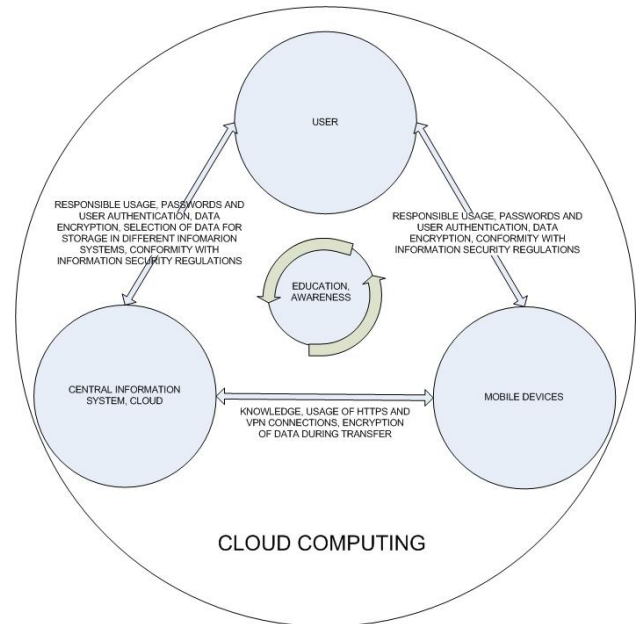 USER
RESPONSIBLE USAGE, PASSWORDS AND
USER AUTHENTICATION, DATA
ENCRYPTION, SELECTION OF DATA FOR
STORAGE IN DIFFERENT INFOMARION
SYSTEMS, CONFORMITY WITH
INFORMATION SECURITY REGULATIONS
RESPONSIBLE USAGE, PASSWORDS AND
USER AUTHENTICATION, DATA
ENCRYPTION, CONFORMITY WITH
INFORMATION SECURITY REGULATIONS
EDUCATION,
AWARENESS
CENTRAL INFORMATION
SYSTEM, CLOUD
MOBILE DEVICES
KNOWLEDGE, USAGE OF HTTPS AND
VPN CONNECTIONS, ENCRYPTION
OF DATA DURING TRANSFER
CLOUD COMPUTING